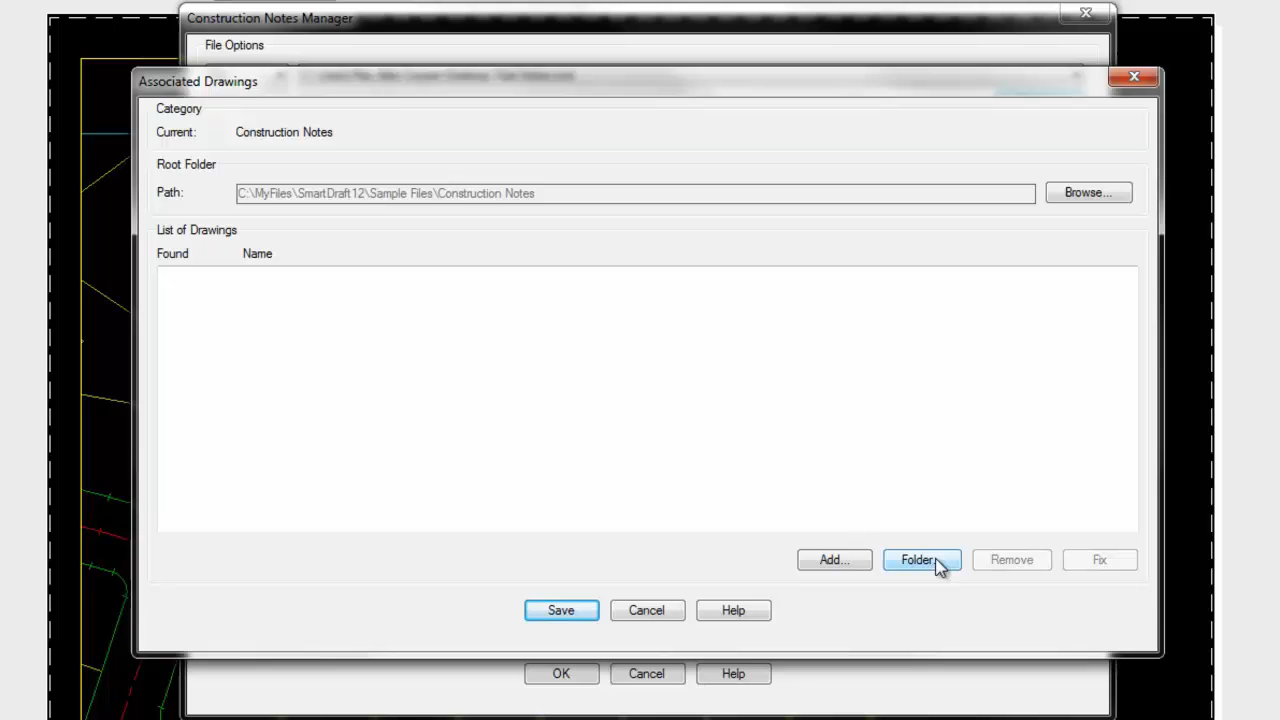 Construction Notes Manager
File Options
Associated Drawings
Category
Current: Construction Notes
Root Folder
Path: C:\MyFiles\SmartDraft12\Sample Files\Construction Notes Browse...
List of Drawings
Found Name
Add... Folder Remove Fix
Save Cancel Help
OK Cancel Help